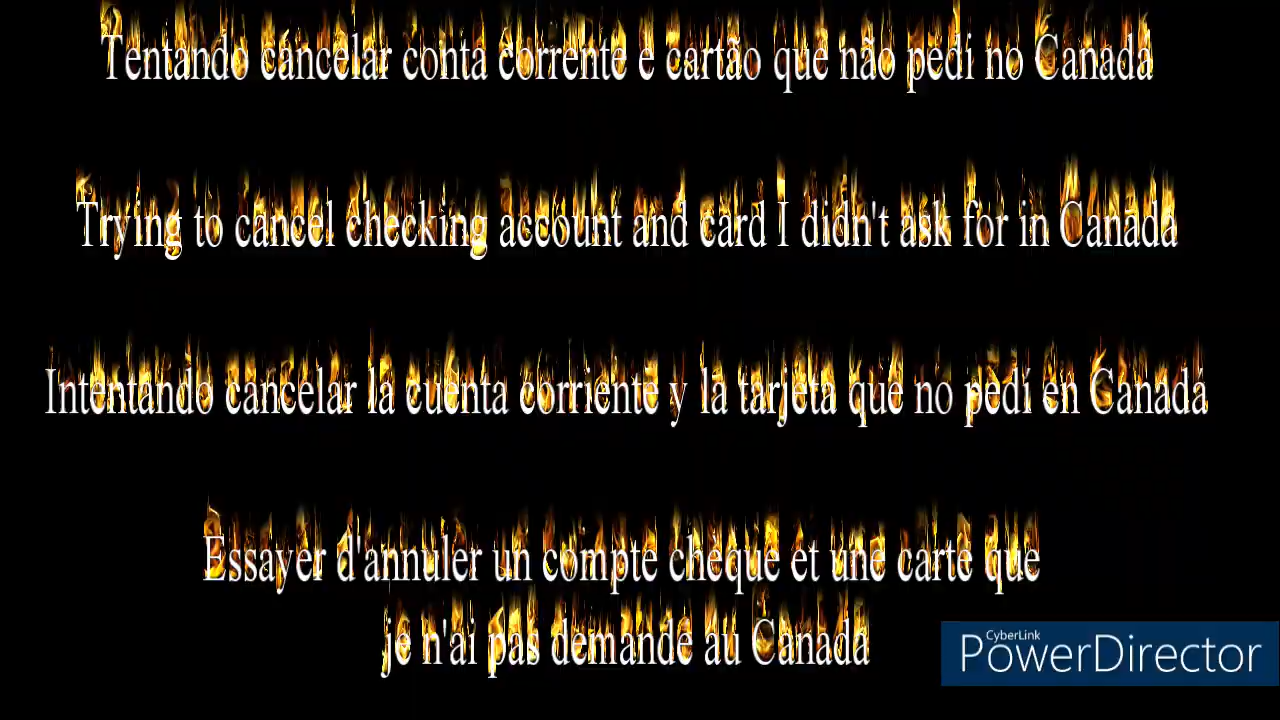 Tentando cancelar conta corrente e cartão que não pedi no Canadá
Trying to cancel checking account and card I didn't ask for in Canada
Intentando cancelar la cuenta corriente y la tarjeta que no pedí en Canadá
Essayer d'annuler un compte chèque et une carte que
je n'ai pas demandé au Canada
CyberLink
PowerDirector